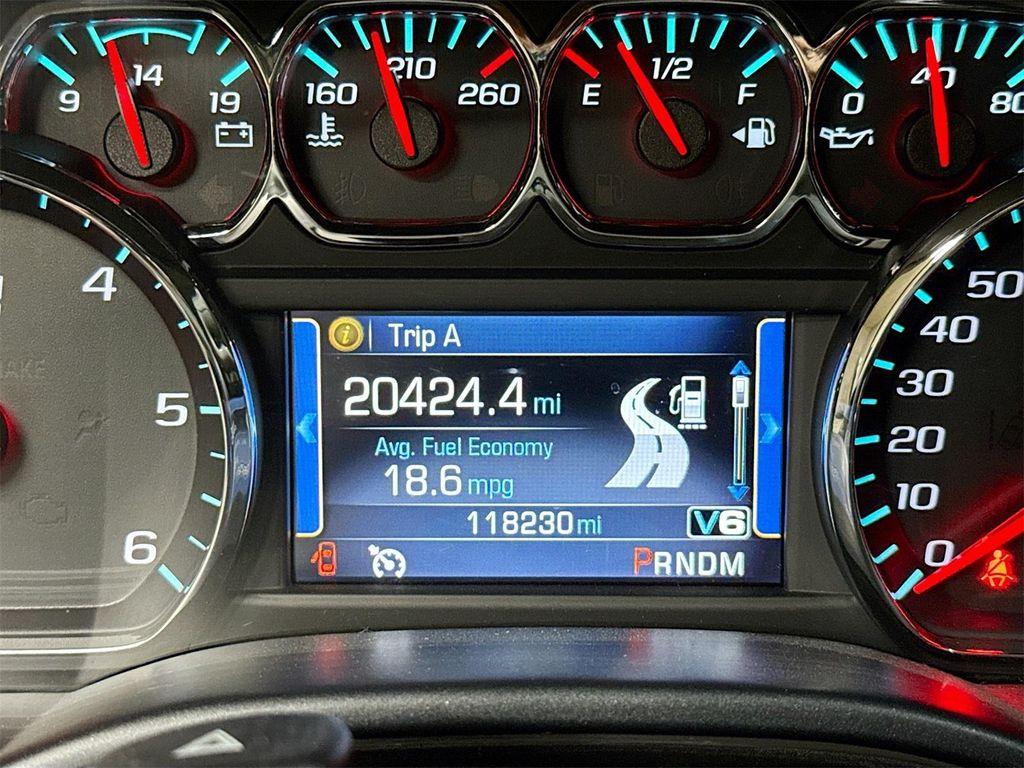 9 14 19
160 210 260
E 1/2 F
0 40 80
4
5
6
i Trip A
20424.4 mi
Avg. Fuel Economy
18.6 mpg
118230 mi V6
PRNDM
50
40
30
20
10
0